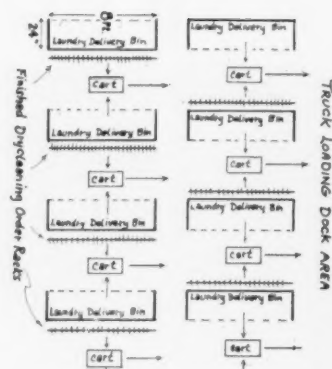 8 FT
24"
Laundry Delivery Bin
Cart
Laundry Delivery Bin
Cart
Laundry Delivery Bin
Cart
Laundry Delivery Bin
Cart
Finished Drycleaning Order Racks
Laundry Delivery Bin
Cart
Laundry Delivery Bin
Cart
Laundry Delivery Bin
Cart
Laundry Delivery Bin
Cart
TRUCK LOADING DOCK AREA